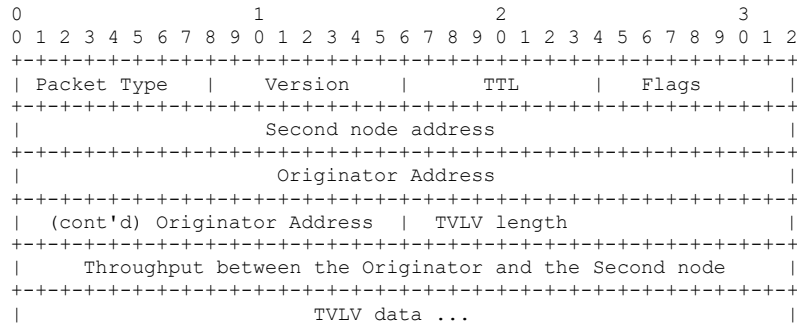 0                   1                   2                   3
0 1 2 3 4 5 6 7 8 9 0 1 2 3 4 5 6 7 8 9 0 1 2 3 4 5 6 7 8 9 0 1 2
+-+-+-+-+-+-+-+-+-+-+-+-+-+-+-+-+-+-+-+-+-+-+-+-+-+-+-+-+-+-+-+-+
| Packet Type   |    Version    |      TTL      |   Flags       |
+-+-+-+-+-+-+-+-+-+-+-+-+-+-+-+-+-+-+-+-+-+-+-+-+-+-+-+-+-+-+-+-+
|                    Second node address                        |
+-+-+-+-+-+-+-+-+-+-+-+-+-+-+-+-+-+-+-+-+-+-+-+-+-+-+-+-+-+-+-+-+
|                     Originator Address                        |
+-+-+-+-+-+-+-+-+-+-+-+-+-+-+-+-+-+-+-+-+-+-+-+-+-+-+-+-+-+-+-+-+
|  (cont'd) Originator Address  |  TVLV length                  |
+-+-+-+-+-+-+-+-+-+-+-+-+-+-+-+-+-+-+-+-+-+-+-+-+-+-+-+-+-+-+-+-+
|     Throughput between the Originator and the Second node     |
+-+-+-+-+-+-+-+-+-+-+-+-+-+-+-+-+-+-+-+-+-+-+-+-+-+-+-+-+-+-+-+-+
|                        TVLV data ...                          |